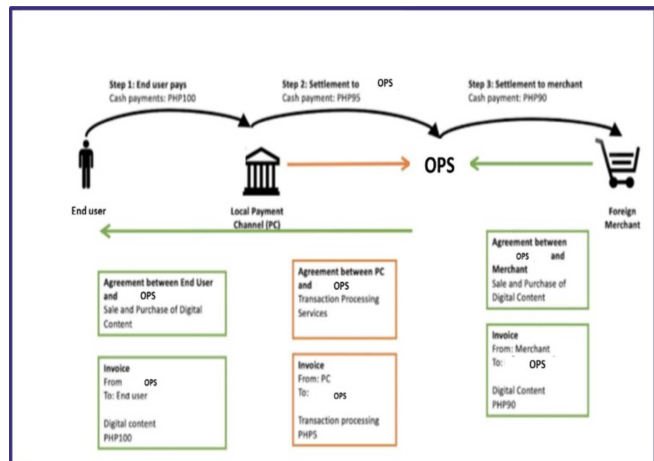 Step 1: End user pays
Cash payments: PHP100
Step 2: Settlement to OPS
Cash payment: PHP95
Step 3: Settlement to merchant
Cash payment: PHP90
OPS
End user
Local Payment
Channel (PC)
Foreign
Merchant
Agreement between End User
and OPS
Sale and Purchase of Digital
Content
Agreement between PC
and OPS
Transaction Processing
Services
Agreement between
OPS and
Merchant
Sale and Purchase of
Digital Content
Invoice
From OPS
To: End user
Digital content
PHP100
Invoice
From: PC
To: OPS
Transaction processing
PHP5
Invoice
From: Merchant
To: OPS
Digital Content
PHP90